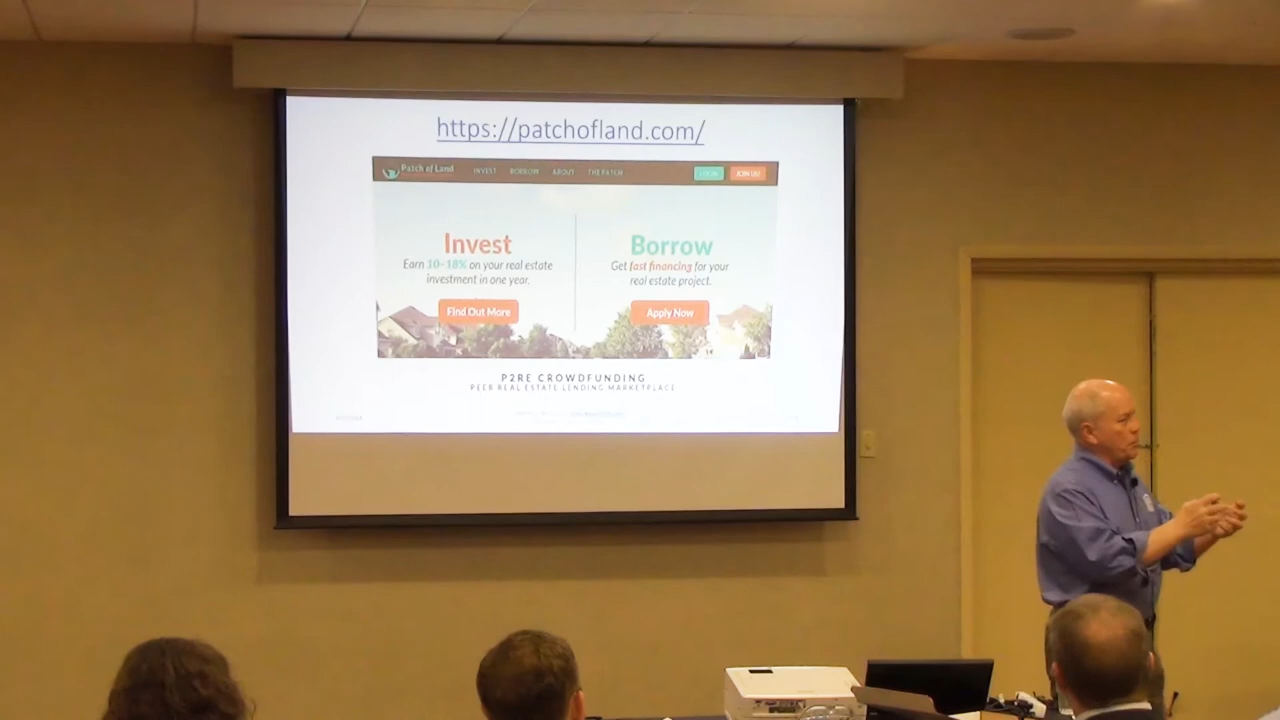 https://patchofland.com/
Patch of Land INVEST BORROW ABOUT THE PATCH LOGIN JOIN US!
Invest
Earn 10-18% on your real estate
investment in one year.
Find Out More
Borrow
Get fast financing for your
real estate project.
Apply Now
P2RE CROWDFUNDING
PEER REAL ESTATE LENDING MARKETPLACE